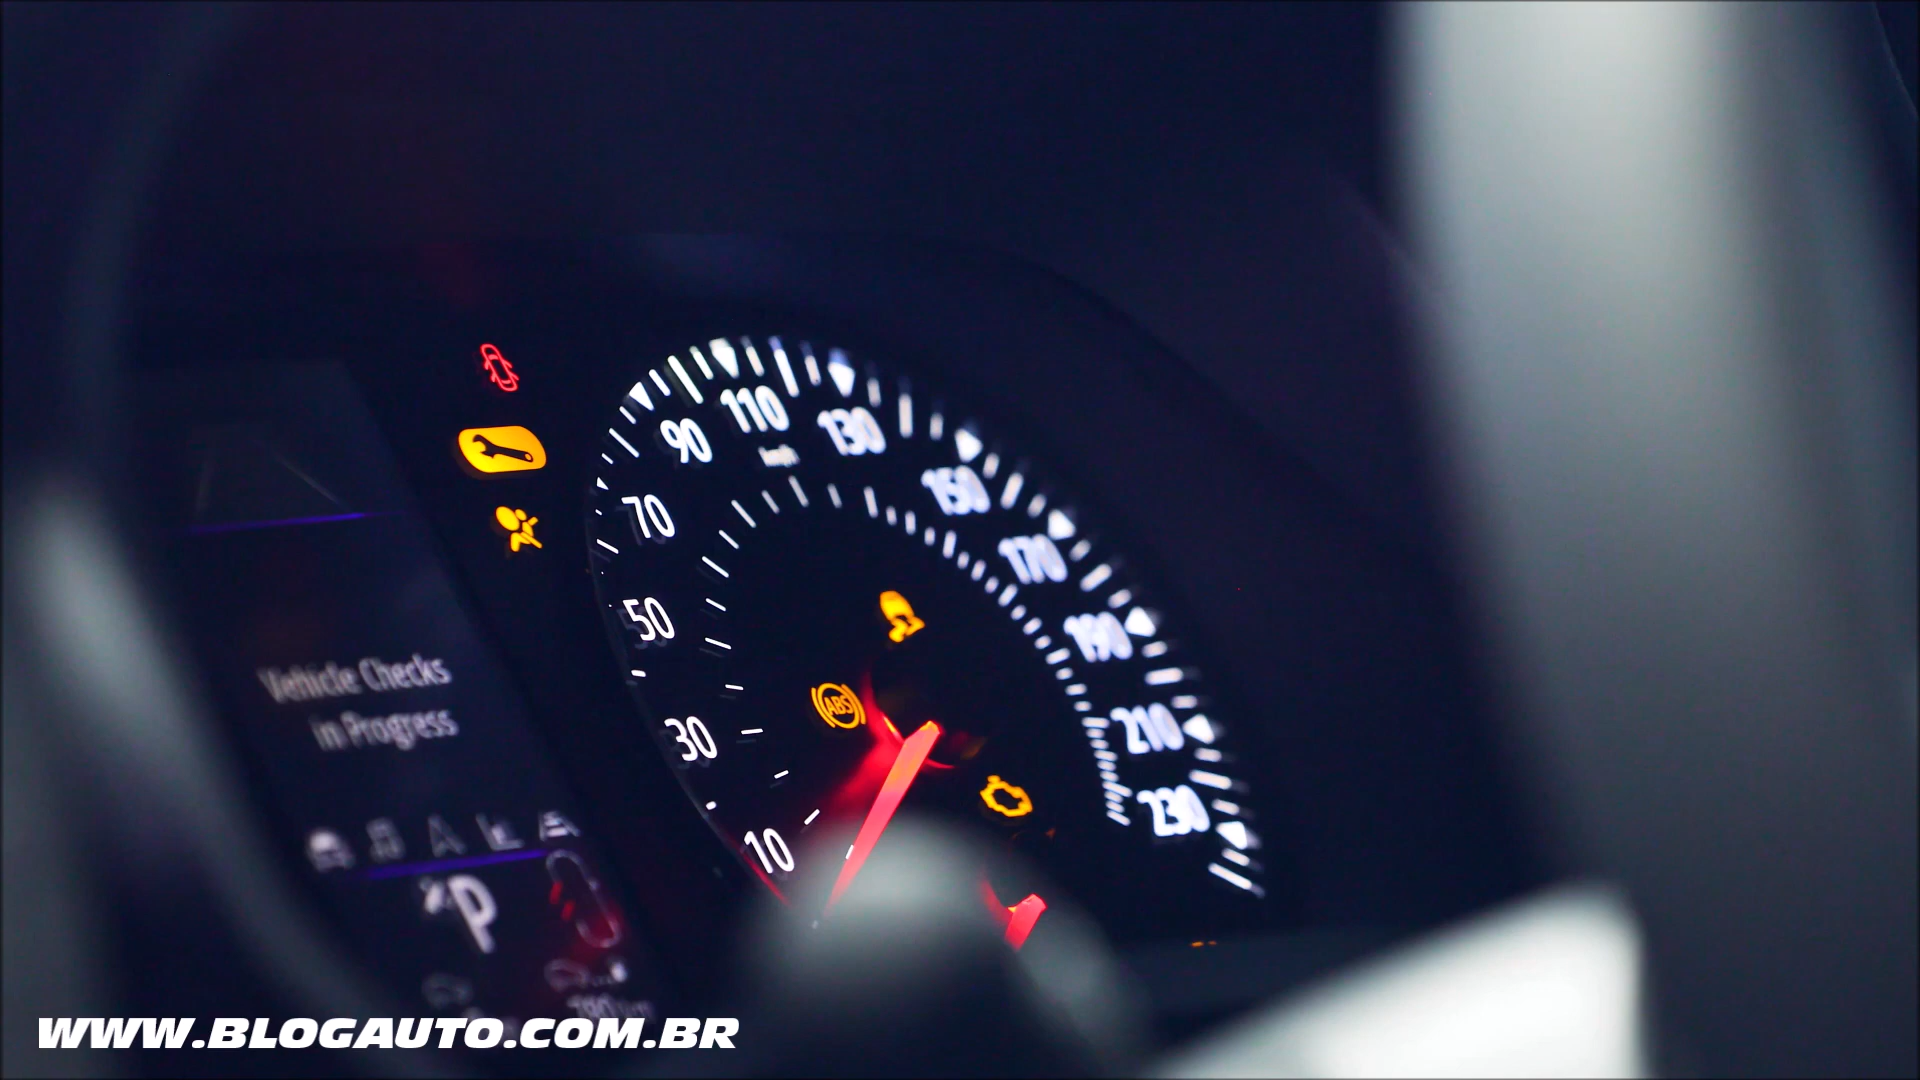 110
90
130
km/h
150
70
170
50
190
Vehicle Checks
in Progress
ABS
30
210
230
10
P
WWW.BLOGAUTO.COM.BR